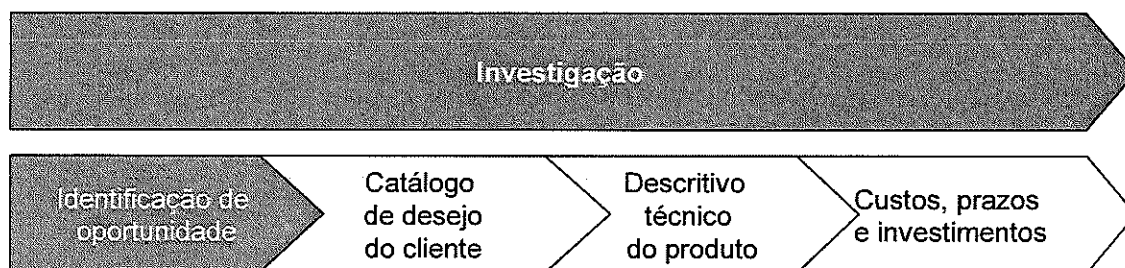 Investigação
Identificação de
oportunidade
Catálogo
de desejo
do cliente
Descritivo
técnico
do produto
Custos, prazos
e investimentos